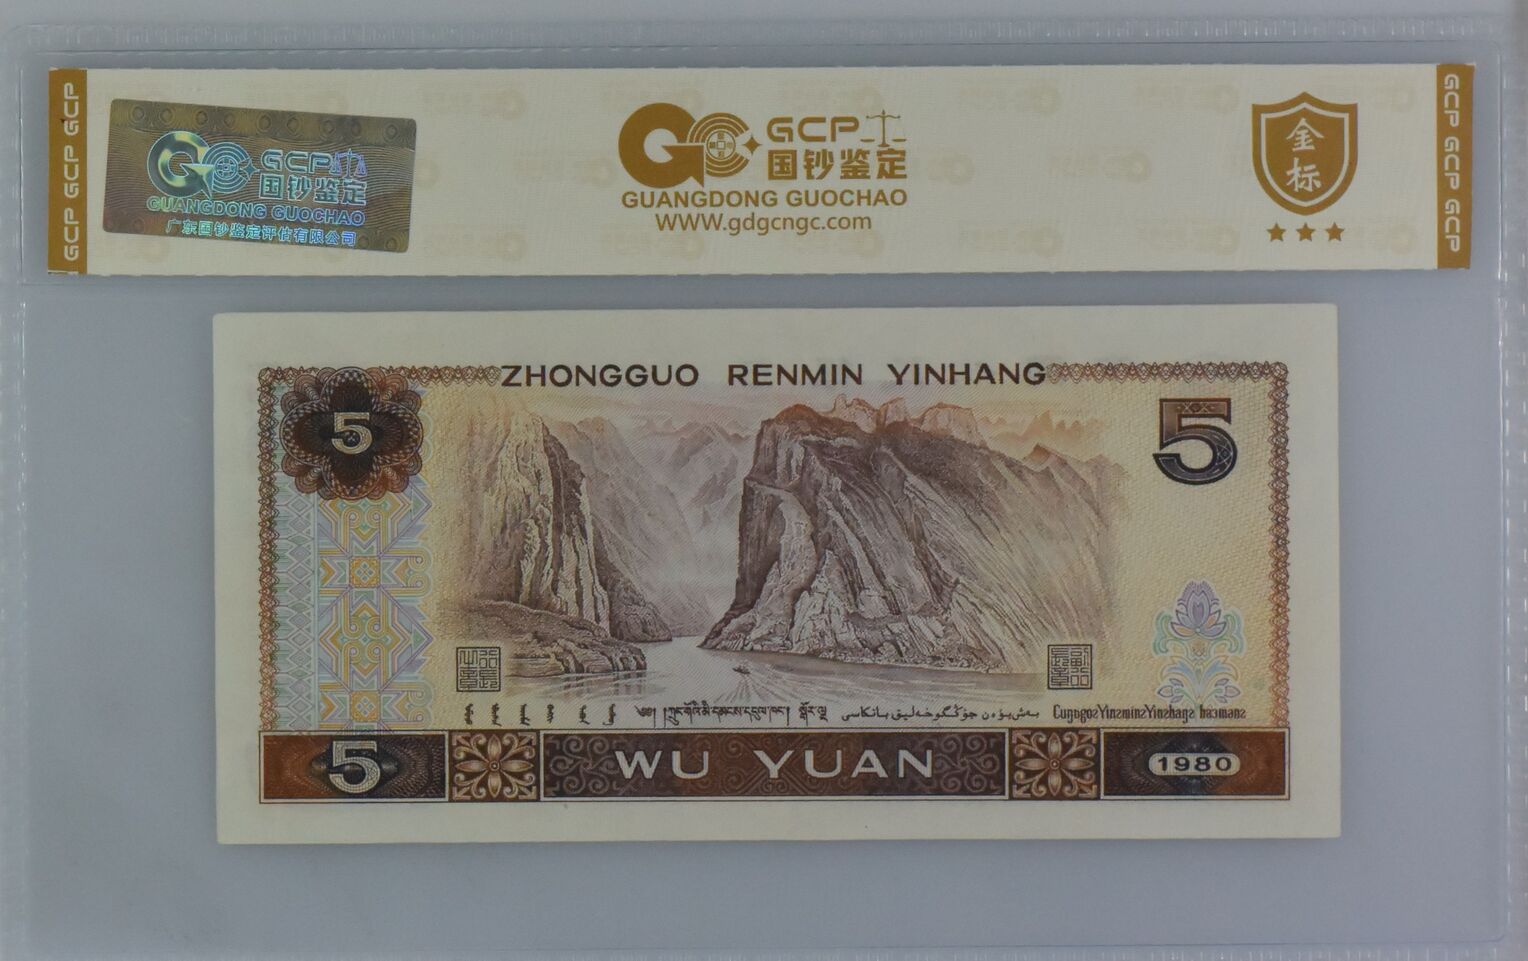 GCP GCP GCP
GCP
国钞鉴定
GUANGDONG GUOCHAO
广东国钞鉴定评估有限公司
GCP
国钞鉴定
GUANGDONG GUOCHAO
WWW.gdgcngc.com
金标
GCP GCP GCP
ZHONGGUO RENMIN YINHANG
5
5
5
WU YUAN
1980